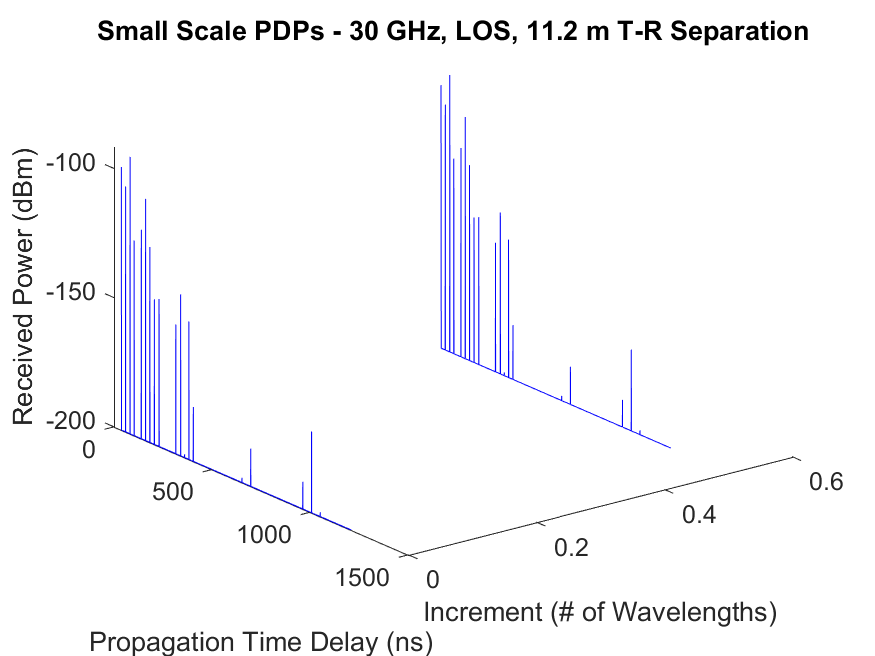 Small Scale PDPs - 30 GHz, LOS, 11.2 m T-R Separation
Received Power (dBm)
-100
-150
-200
0
500
1000
1500
Propagation Time Delay (ns)
0
0.2
0.4
0.6
Increment (# of Wavelengths)